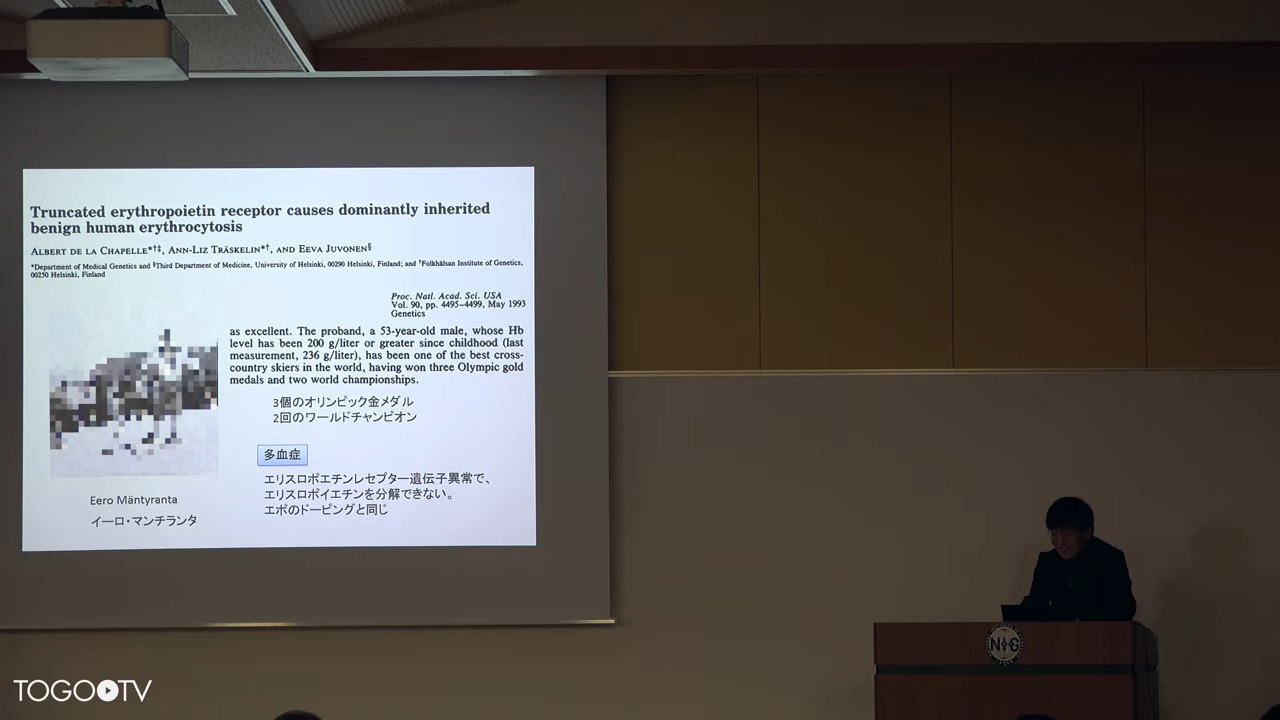 Truncated erythropoietin receptor causes dominantly inherited
benign human erythrocytosis
ALBERT DE LA CHAPELLE*†‡, ANN-LIZ TRÄSKELIN*†, AND EEVA JUVONEN§
*Department of Medical Genetics and §Third Department of Medicine, University of Helsinki, 00290 Helsinki, Finland; and †Folkhälsan Institute of Genetics,
00250 Helsinki, Finland
Proc. Natl. Acad. Sci. USA
Vol. 90, pp. 4495–4499, May 1993
Genetics
as excellent. The proband, a 53-year-old male, whose Hb
level has been 200 g/liter or greater since childhood (last
measurement, 236 g/liter), has been one of the best cross-
country skiers in the world, having won three Olympic gold
medals and two world championships.
3個のオリンピック金メダル
2回のワールドチャンピオン
多血症
エリスロポエチンレセプター遺伝子異常で、
エリスロポイエチンを分解できない。
エポのドーピングと同じ
Eero Mäntyranta
イーロ・マンチランタ
NIG
TOGOTV